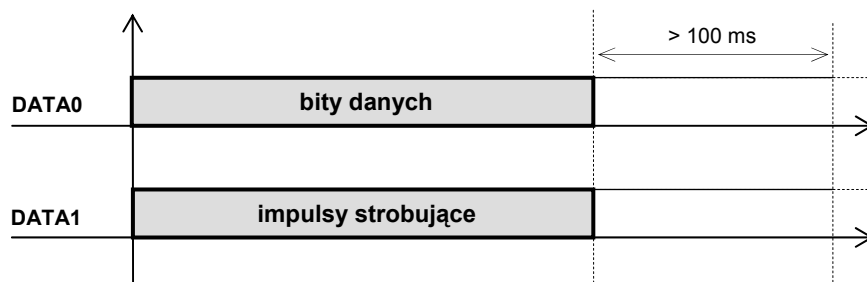 > 100 ms
DATA0
bity danych
DATA1
impulsy strobujące